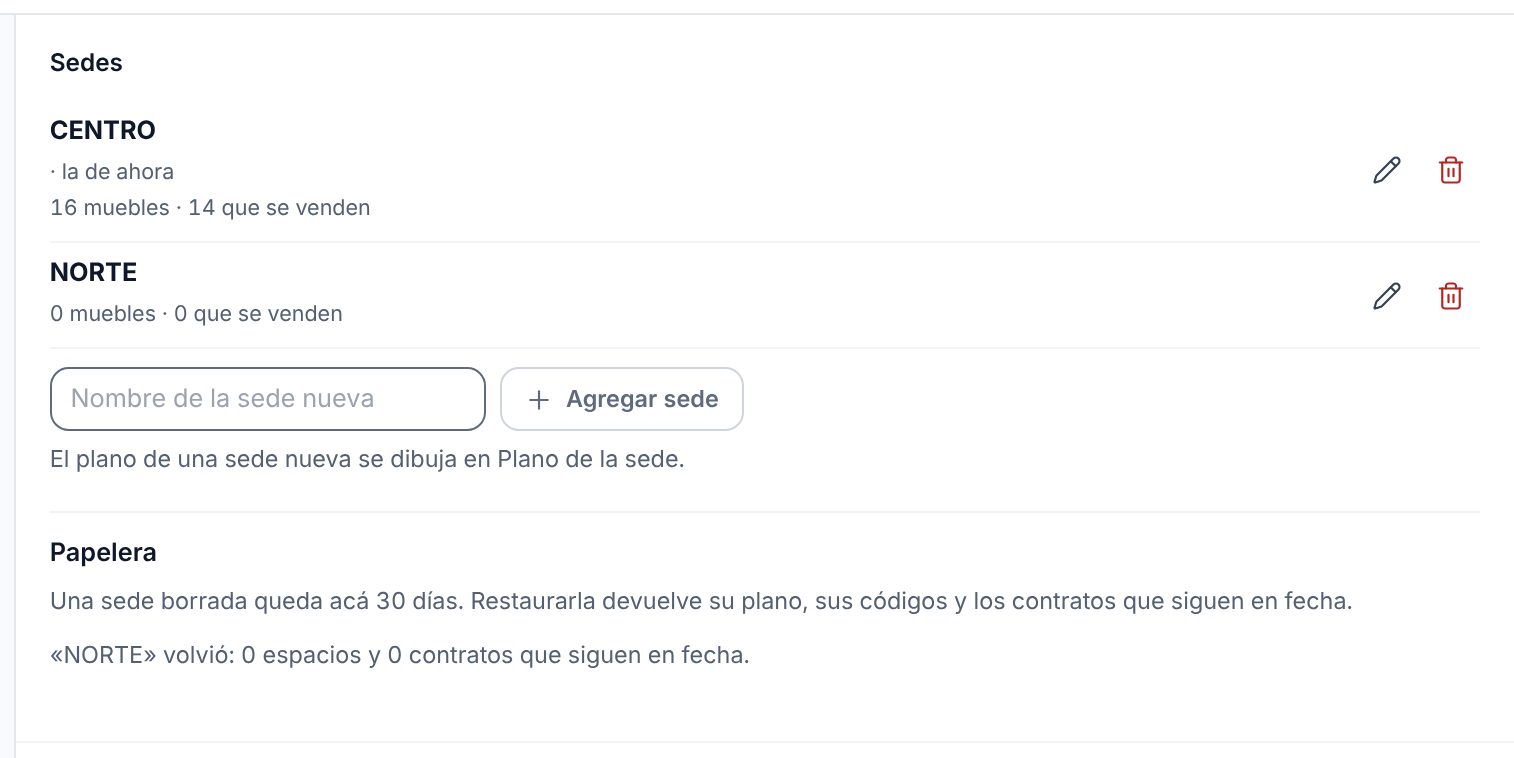 Sedes
CENTRO
· la de ahora
16 muebles · 14 que se venden
NORTE
0 muebles · 0 que se venden
Nombre de la sede nueva
+ Agregar sede
El plano de una sede nueva se dibuja en Plano de la sede.
Papelera
Una sede borrada queda acá 30 días. Restaurarla devuelve su plano, sus códigos y los contratos que siguen en fecha.
«NORTE» volvió: 0 espacios y 0 contratos que siguen en fecha.